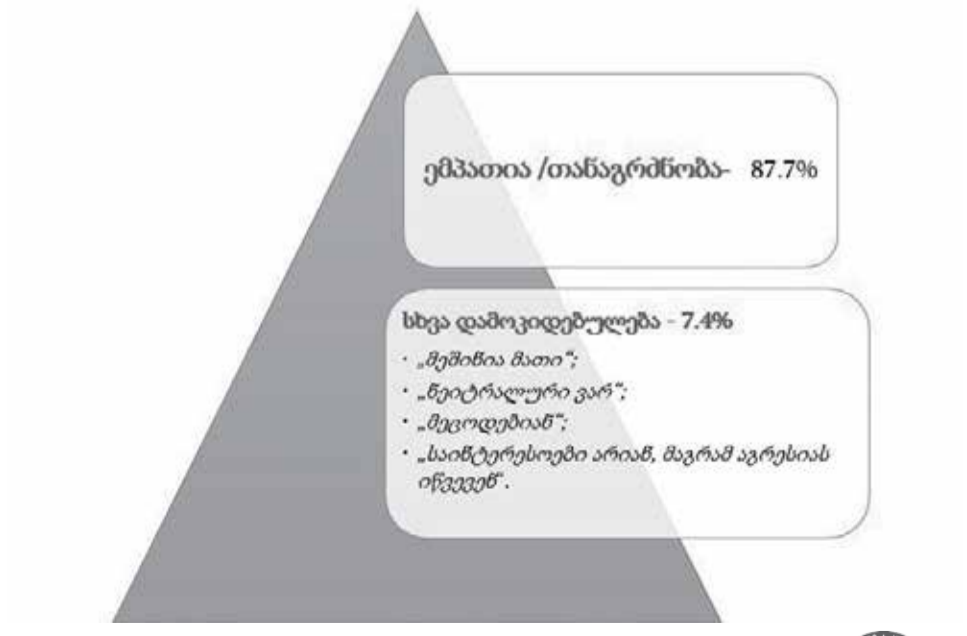 ემპათია /თანაგრძნობა- 87.7%
სხვა დამოკიდებულება - 7.4%
• „მეშინია მათი“;
• „ნეიტრალური ვარ“;
• „მეცოდებიან“;
• „საინტერესოები არიან, მაგრამ აგრესიას
იწვევენ“.